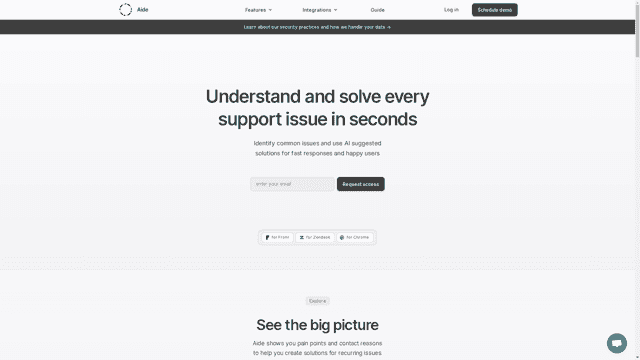 Aide
Features
Integrations
Guide
Log in
Schedule demo
Learn about our security practices and how we handle your data →
Understand and solve every
support issue in seconds
Identify common issues and use AI suggested
solutions for fast responses and happy users
enter your email
Request access
for Front
for Zendesk
for Chrome
Explore
See the big picture
Aide shows you pain points and contact reasons
to help you create solutions for recurring issues